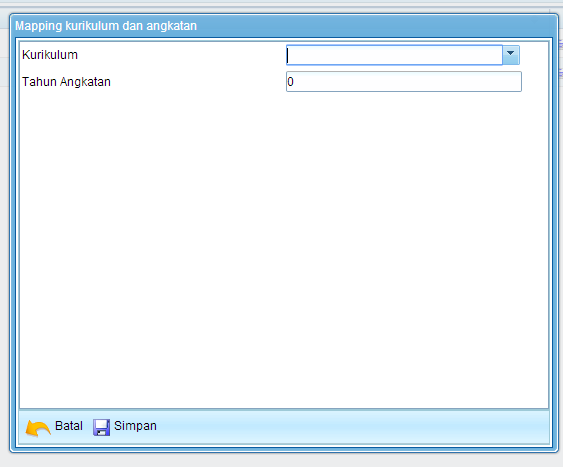 Mapping kurikulum dan angkatan
Kurikulum
Tahun Angkatan 0
Batal Simpan